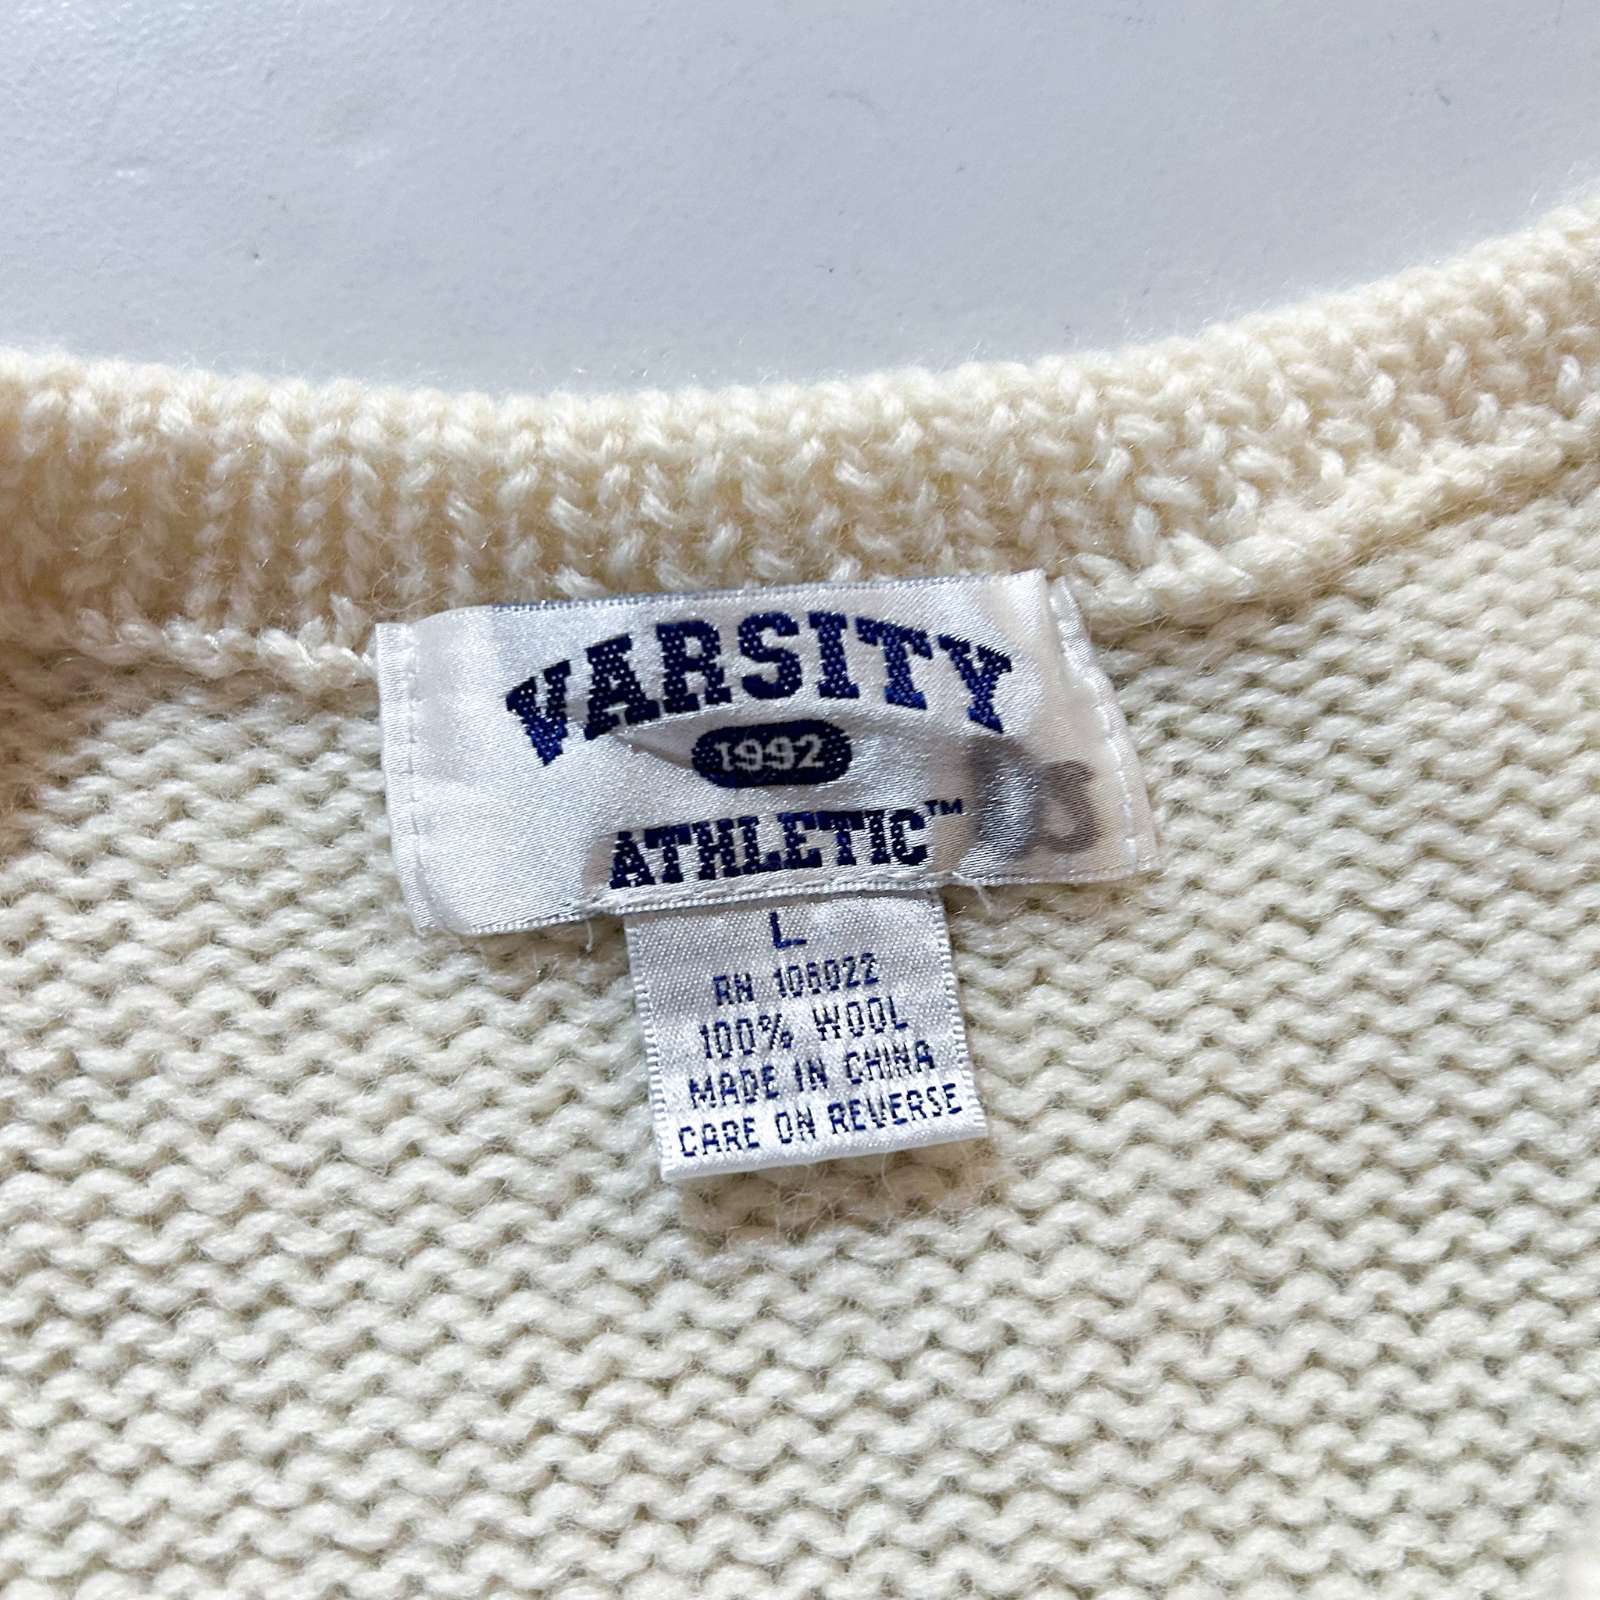 VARSITY
1992
ATHLETIC™
L
RN 106022
100% WOOL
MADE IN CHINA
CARE ON REVERSE